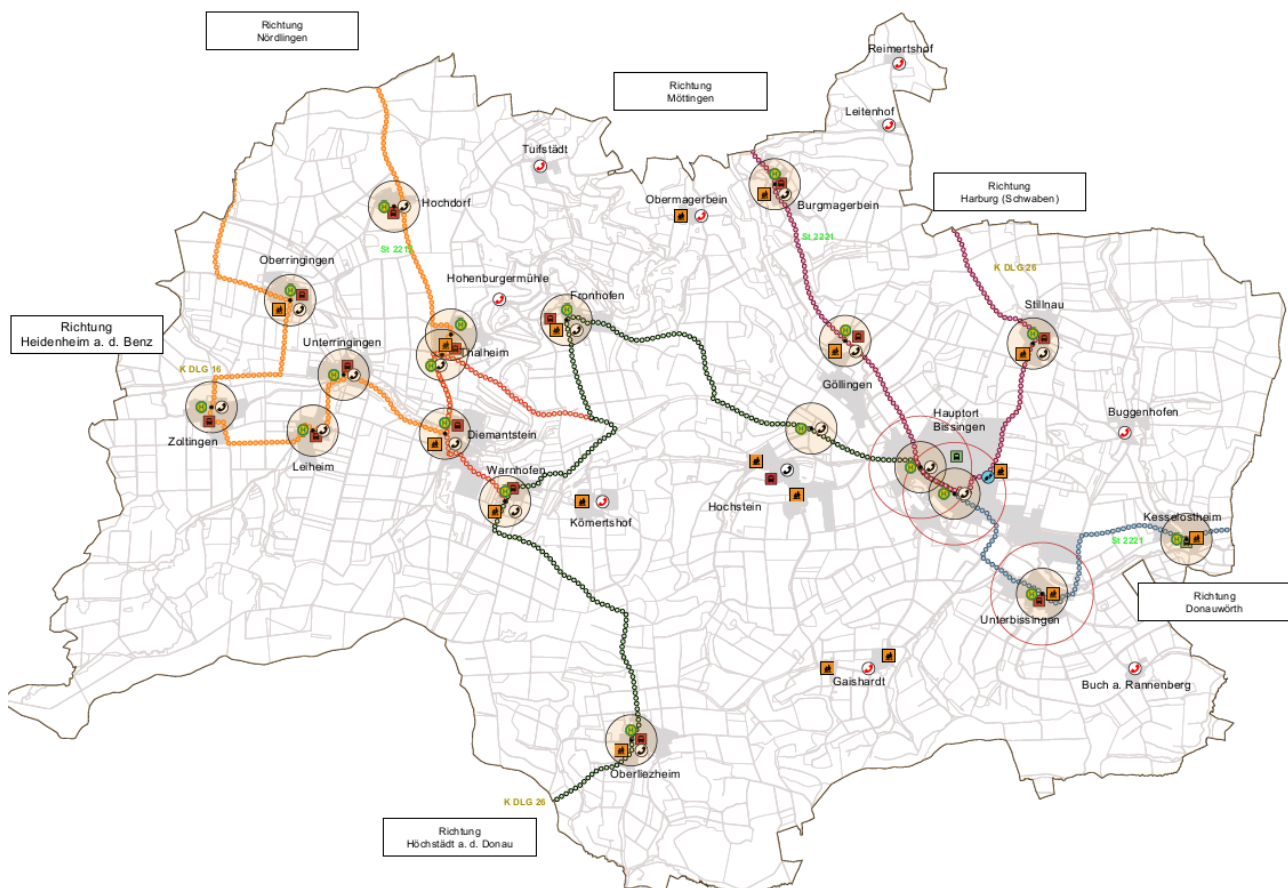 Richtung
Nördlingen
Reimertshof
Richtung
Möttingen
Leitenhof
Tuifstädt
Richtung
Harburg (Schwaben)
Hochdorf
Obermagerbein
Burgmagerbein
St 2221
St 2212
Oberringingen
Hohenburgermühle
K DLG 26
Fronhofen
Stillnau
Richtung
Heidenheim a. d. Benz
Unterringingen
Thalheim
K DLG 16
Göllingen
Hauptort
Bissingen
Buggenhofen
Zoltingen
Diemantstein
Leiheim
Warnhofen
Hochstein
Kömertshof
Kesselostheim
St 2221
Richtung
Donauwörth
Unterbissingen
Gaishardt
Buch a. Rannenberg
Oberliezheim
K DLG 26
Richtung
Höchstädt a. d. Donau